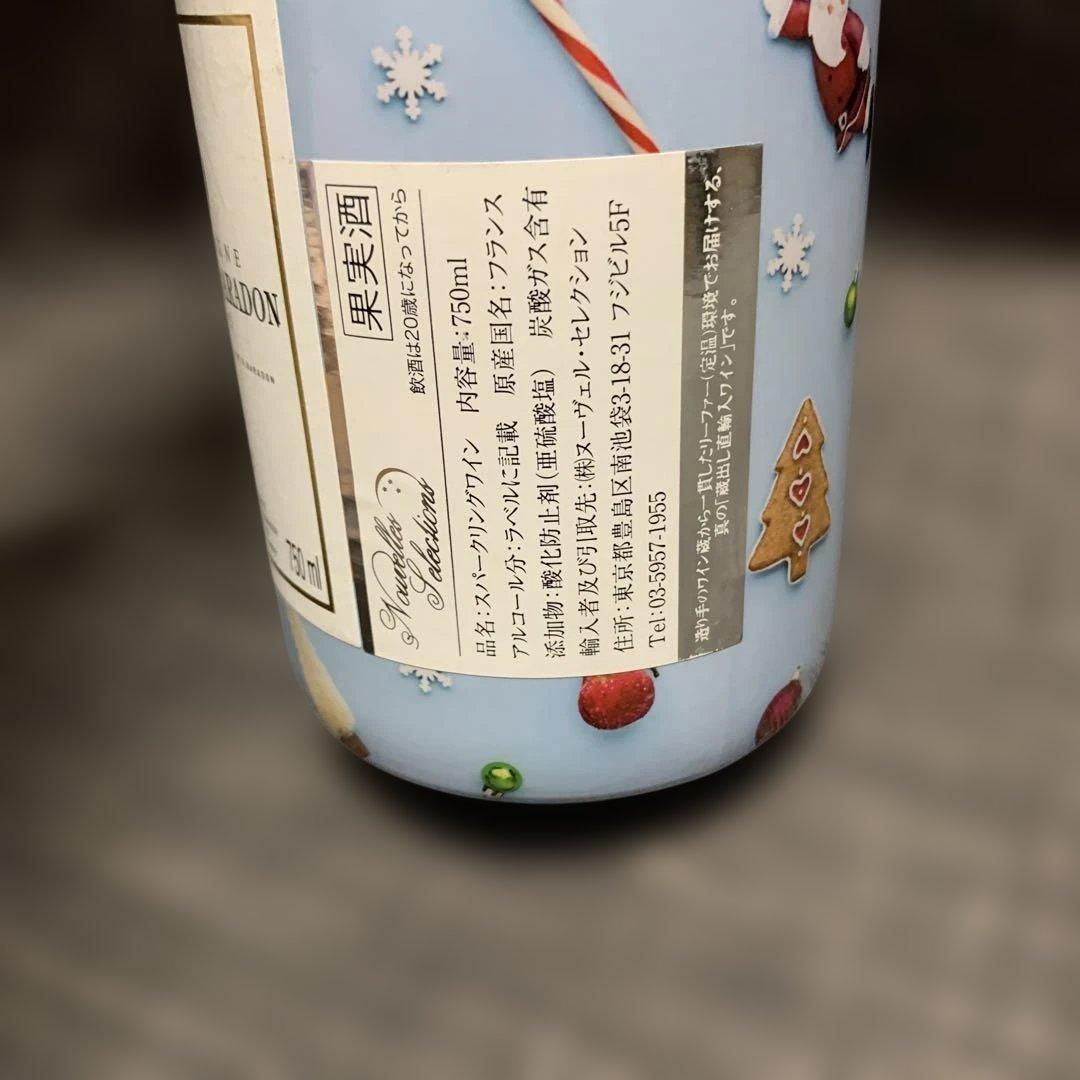 NE
ARADON
750 ml
果実酒
飲酒は20歳になってから
Nouvelles
Selections
品名:スパークリングワイン 内容量:750ml
アルコール分:ラベルに記載 原産国名:フランス
添加物:酸化防止剤(亜硫酸塩) 炭酸ガス含有
輸入者及び引取先:㈱ヌーヴェル・セレクション
住所:東京都豊島区南池袋3-18-31 フジビル5F
Tel:03-5957-1955
造り手のワイン蔵から一貫したリーファー(定温)環境でお届けする、
真の「蔵出し直輸入ワイン」です。